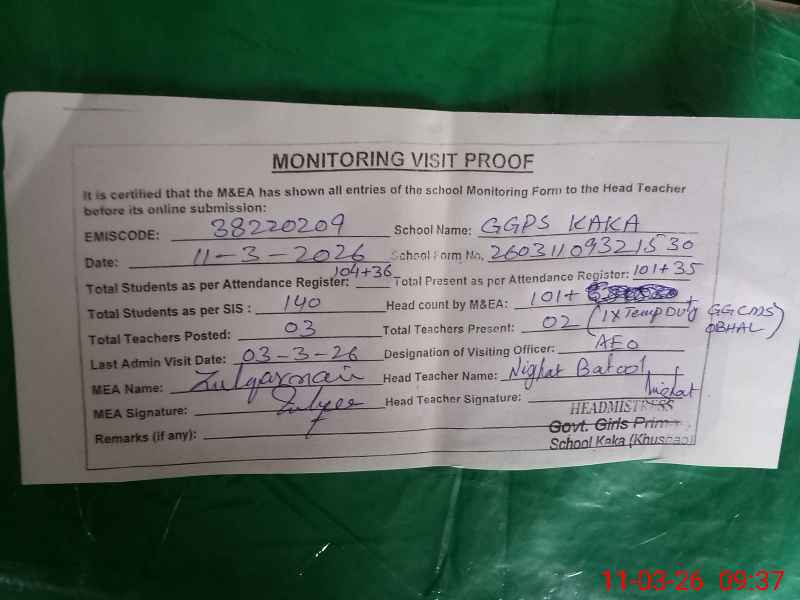 MONITORING VISIT PROOF
It is certified that the M&EA has shown all entries of the school Monitoring Form to the Head Teacher
before its online submission:
EMISCODE: 38220209 School Name: GGPS KAKA
Date: 11-3-2026 School Form No. 26031109321530
Total Students as per Attendance Register: 104+36 Total Present as per Attendance Register: 101+35
Total Students as per SIS : 140 Head count by M&EA: 101+
Total Teachers Posted: 03 Total Teachers Present: 02 (1x Temp Duty GGCMS OBHAL)
Last Admin Visit Date: 03-3-26 Designation of Visiting Officer: AEO
MEA Name: Zulqarnain Head Teacher Name: Nighat Batool
MEA Signature: Head Teacher Signature: Nighat
Remarks (if any):
HEADMISTRESS
Govt. Girls Prim
School Kaka (Khushab)
11-03-26 09:37